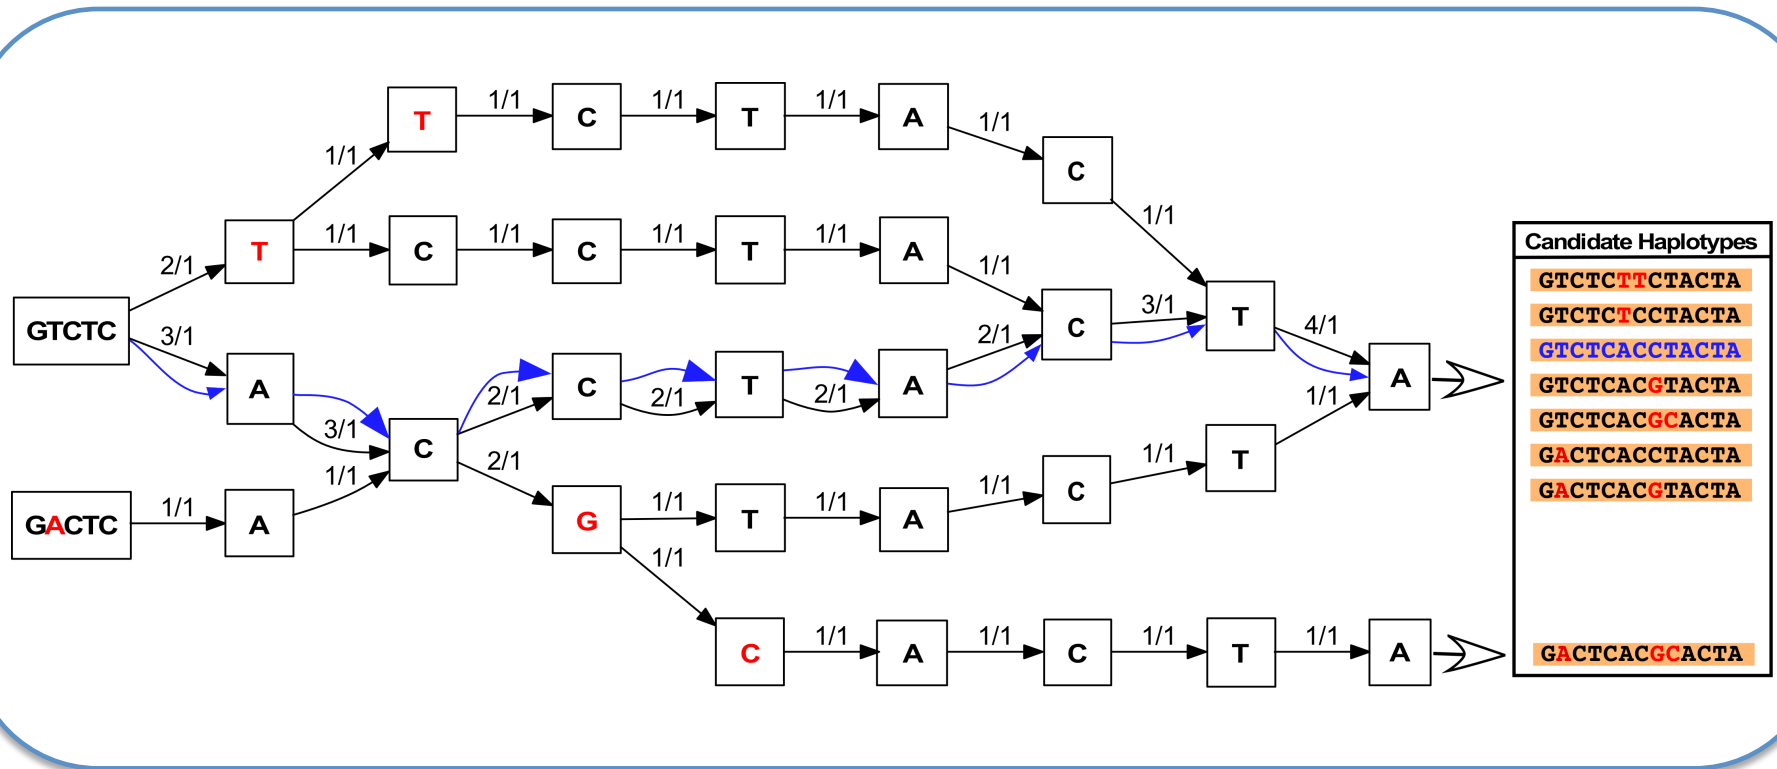 T 1/1 C 1/1 T 1/1 A 1/1 C 1/1
1/1
2/1 T 1/1 C 1/1 C 1/1 T 1/1 A 1/1
GTCTC 3/1 A 3/1 C 2/1 C 2/1 T 2/1 A 2/1 C 3/1 T 4/1 A
GACTC 1/1 A 1/1
2/1 G 1/1 T 1/1 A 1/1 C 1/1 T 1/1
1/1 C 1/1 A 1/1 C 1/1 T 1/1 A
Candidate Haplotypes
GTCTCTTCTACTA
GTCTCTCCTACTA
GTCTCACCTACTA
GTCTCACGTACTA
GTCTCACGCACTA
GACTCACCTACTA
GACTCACGTACTA
GACTCACGCACTA